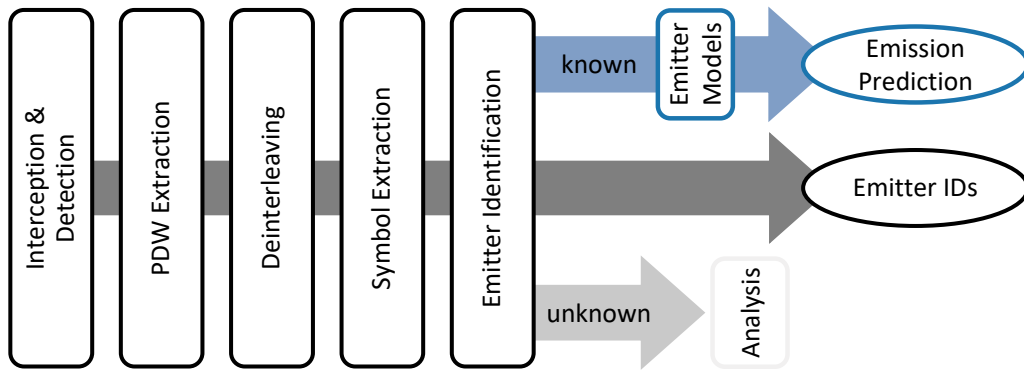 Interception &
Detection
PDW Extraction
Deinterleaving
Symbol Extraction
Emitter Identification
known
Emitter
Models
Emission
Prediction
Emitter IDs
unknown
Analysis